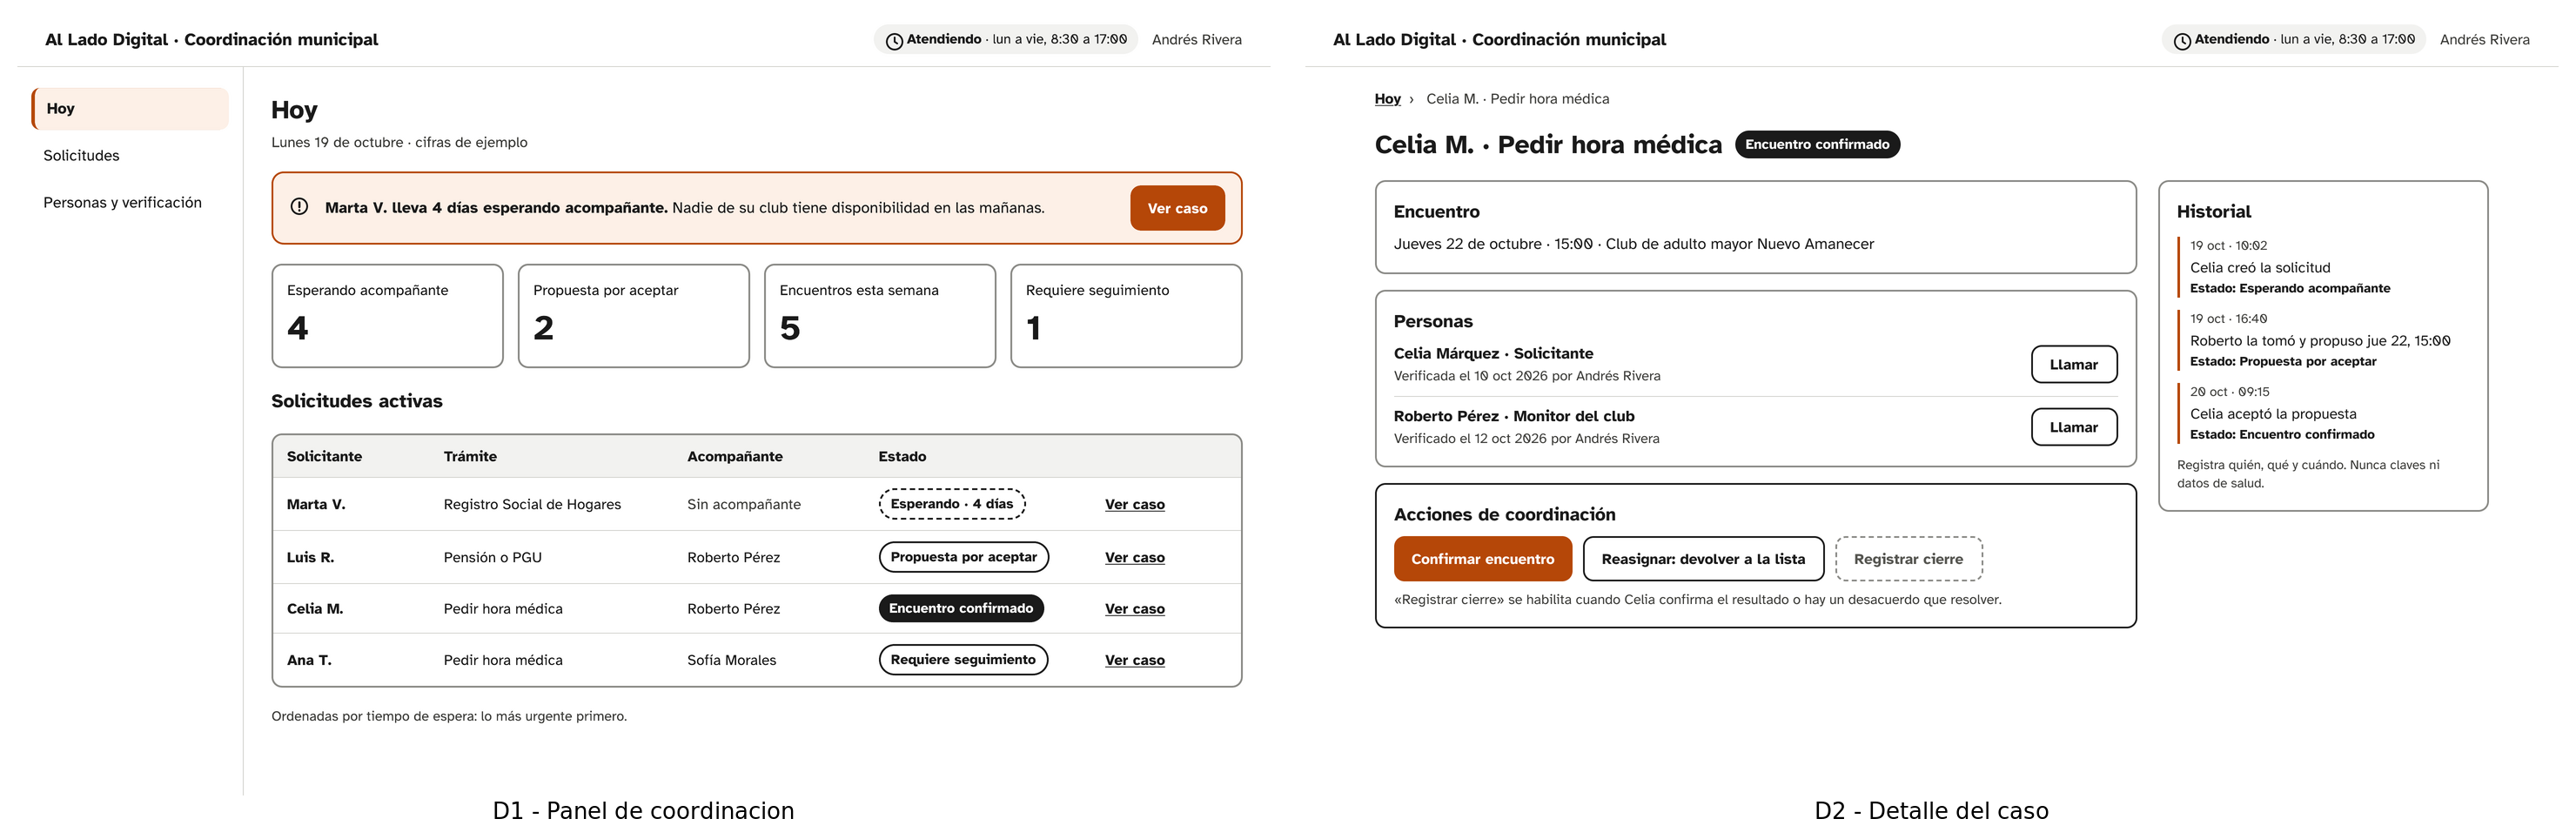 Al Lado Digital · Coordinación municipal
Atendiendo · lun a vie, 8:30 a 17:00
Andrés Rivera
Hoy
Solicitudes
Personas y verificación
Hoy
Lunes 19 de octubre · cifras de ejemplo
Marta V. lleva 4 días esperando acompañante. Nadie de su club tiene disponibilidad en las mañanas.
Ver caso
Esperando acompañante
4
Propuesta por aceptar
2
Encuentros esta semana
5
Requiere seguimiento
1
Solicitudes activas
Solicitante Trámite Acompañante Estado
Marta V. Registro Social de Hogares Sin acompañante Esperando · 4 días Ver caso
Luis R. Pensión o PGU Roberto Pérez Propuesta por aceptar Ver caso
Celia M. Pedir hora médica Roberto Pérez Encuentro confirmado Ver caso
Ana T. Pedir hora médica Sofía Morales Requiere seguimiento Ver caso
Ordenadas por tiempo de espera: lo más urgente primero.
D1 - Panel de coordinacion
Al Lado Digital · Coordinación municipal
Atendiendo · lun a vie, 8:30 a 17:00
Andrés Rivera
Hoy › Celia M. · Pedir hora médica
Celia M. · Pedir hora médica Encuentro confirmado
Encuentro
Jueves 22 de octubre · 15:00 · Club de adulto mayor Nuevo Amanecer
Personas
Celia Márquez · Solicitante
Verificada el 10 oct 2026 por Andrés Rivera
Llamar
Roberto Pérez · Monitor del club
Verificado el 12 oct 2026 por Andrés Rivera
Llamar
Acciones de coordinación
Confirmar encuentro
Reasignar: devolver a la lista
Registrar cierre
«Registrar cierre» se habilita cuando Celia confirma el resultado o hay un desacuerdo que resolver.
Historial
19 oct · 10:02
Celia creó la solicitud
Estado: Esperando acompañante
19 oct · 16:40
Roberto la tomó y propuso jue 22, 15:00
Estado: Propuesta por aceptar
20 oct · 09:15
Celia aceptó la propuesta
Estado: Encuentro confirmado
Registra quién, qué y cuándo. Nunca claves ni
datos de salud.
D2 - Detalle del caso